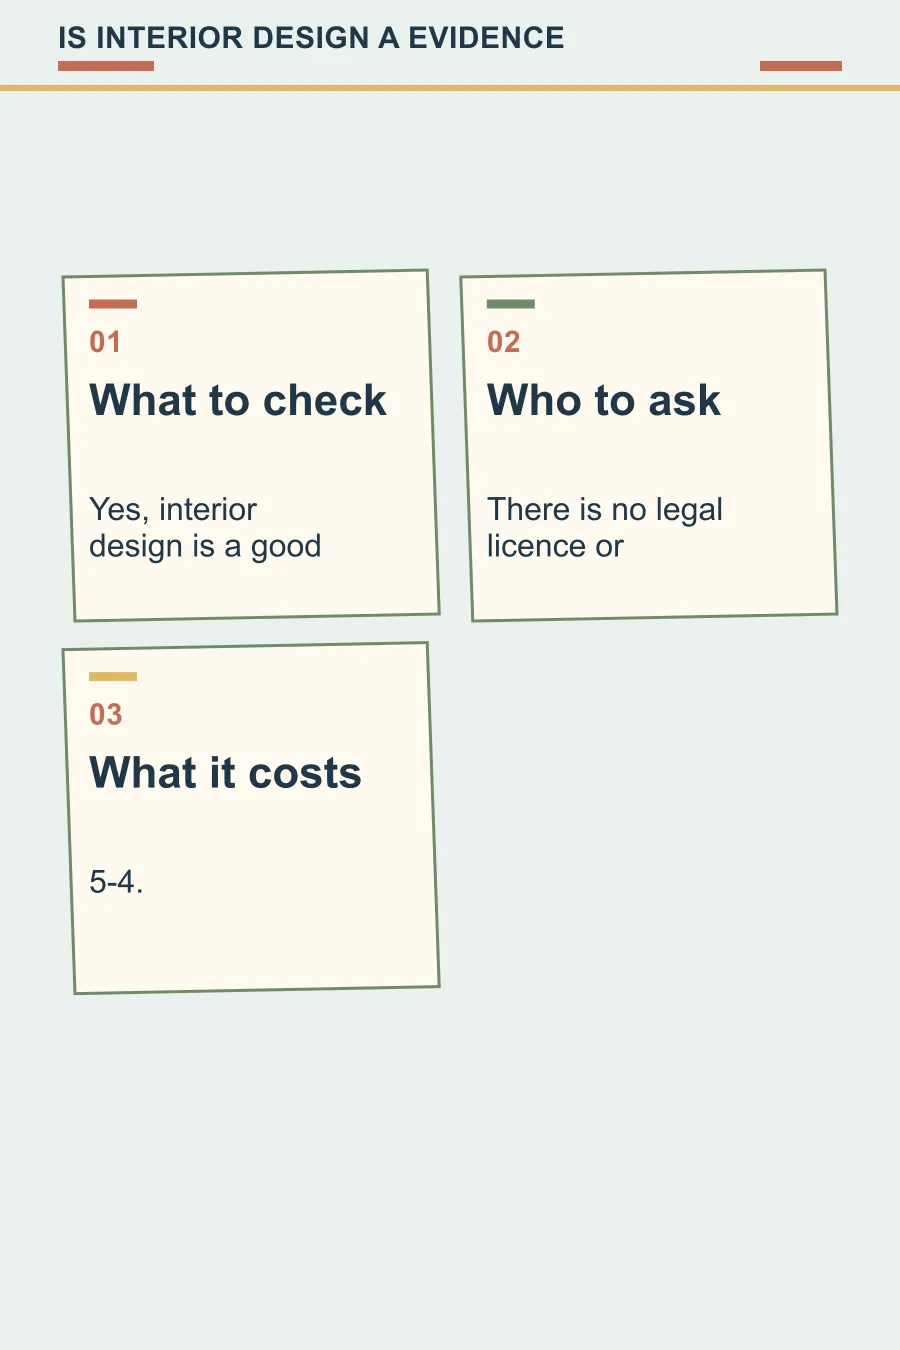 IS INTERIOR DESIGN A EVIDENCE
01
What to check
Yes, interior
design is a good
02
Who to ask
There is no legal
licence or
03
What it costs
5-4.